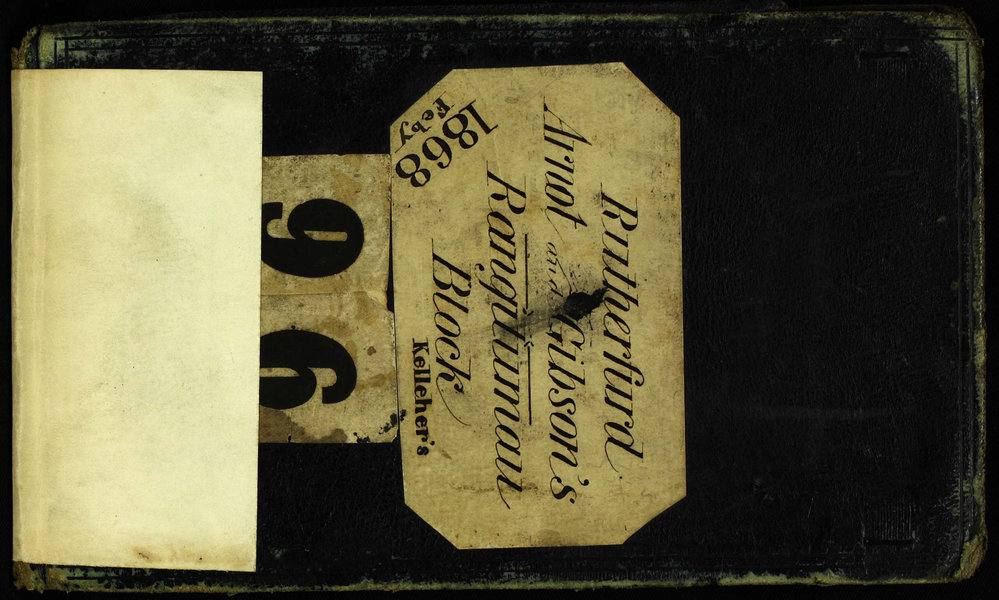 Rutherfurd
Arnot and Gibson's
Rangitumau
Block
1868
Feby
Kelleher's
96